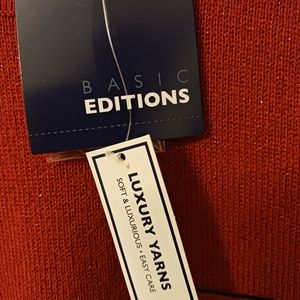 BASIC
EDITIONS
LUXURY YARNS
SOFT & LUXURIOUS • EASY CARE